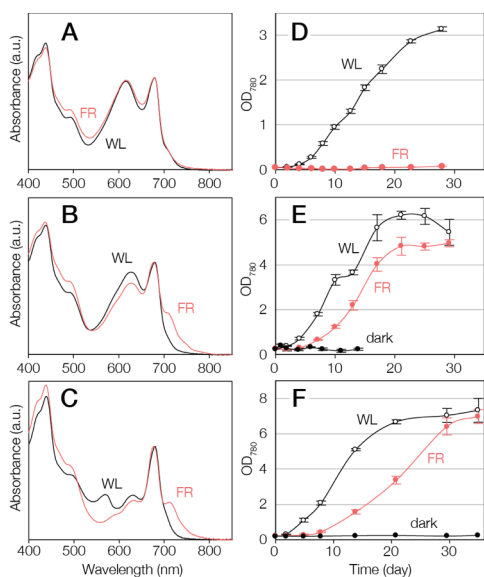 A
Absorbance (a.u.)
FR
WL
400 500 600 700 800
B
Absorbance (a.u.)
WL
FR
400 500 600 700 800
C
Absorbance (a.u.)
WL
FR
400 500 600 700 800
Wavelength (nm)
D
OD780
3
2
1
0
WL
FR
0 10 20 30
E
OD780
6
4
2
0
WL
FR
dark
0 10 20 30
F
OD780
8
6
4
2
0
WL
FR
dark
0 10 20 30
Time (day)